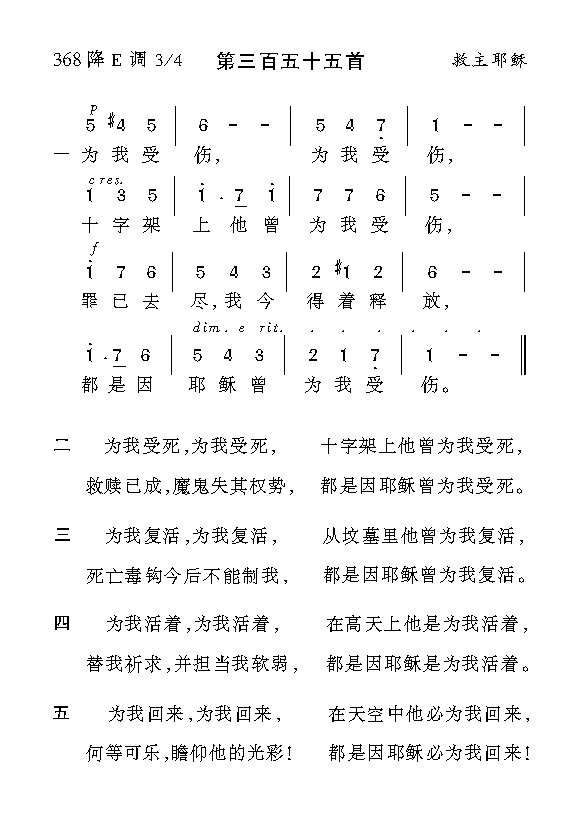 368 降 E 调 3/4 第三百五十五首 救主耶稣
p
5 #4 5 | 6 - - | 5 4 7̣ | 1 - - |
一 为我受 伤, 为我受 伤,
cres.
1 3 5 | i . 7 i | 7 7 6 | 5 - - |
十字架 上他曾 为我受 伤,
f
i 7 6 | 5 4 3 | 2 #1 2 | 6 - - |
罪已去 尽,我今 得着释 放,
dim. e rit. . . . . . .
i . 7 6 | 5 4 3 | 2 1 7̣ | 1 - - ‖
都是因 耶稣曾 为我受 伤。
二 为我受死,为我受死, 十字架上他曾为我受死,
救赎已成,魔鬼失其权势, 都是因耶稣曾为我受死。
三 为我复活,为我复活, 从坟墓里他曾为我复活,
死亡毒钩今后不能制我, 都是因耶稣曾为我复活。
四 为我活着,为我活着, 在高天上他是为我活着,
替我祈求,并担当我软弱, 都是因耶稣是为我活着。
五 为我回来,为我回来, 在天空中他必为我回来,
何等可乐,瞻仰他的光彩! 都是因耶稣必为我回来!